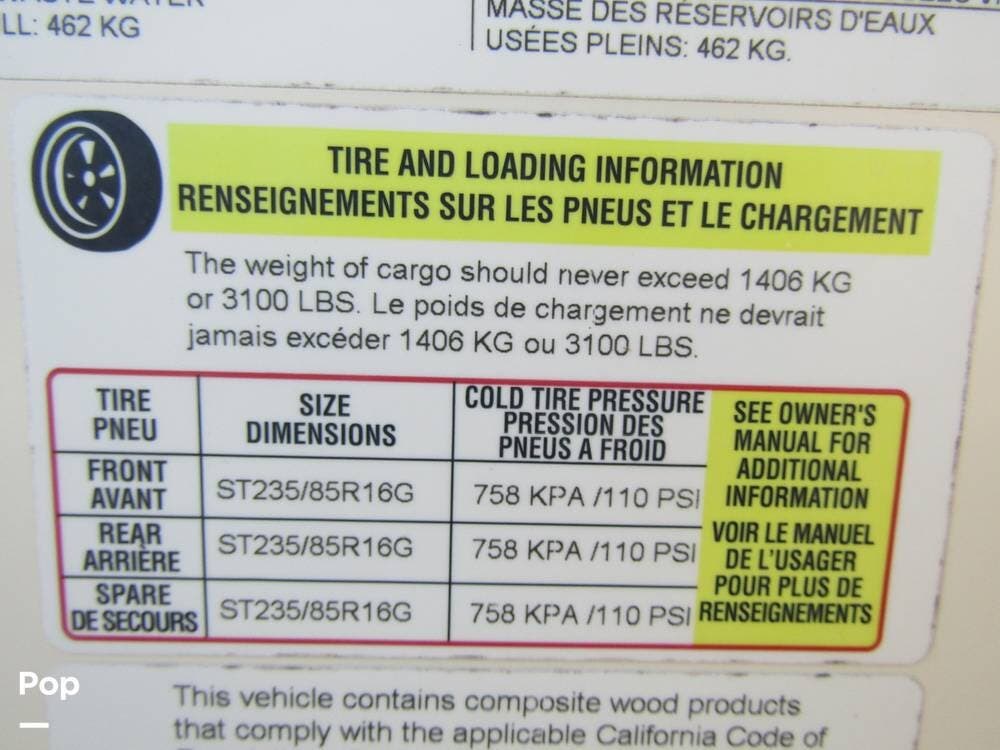 WATER
LL: 462 KG
MASSE DES RÉSERVOIRS D'EAUX
USÉES PLEINS: 462 KG.
TIRE AND LOADING INFORMATION
RENSEIGNEMENTS SUR LES PNEUS ET LE CHARGEMENT
The weight of cargo should never exceed 1406 KG
or 3100 LBS. Le poids de chargement ne devrait
jamais excéder 1406 KG ou 3100 LBS.
TIRE
PNEU
SIZE
DIMENSIONS
COLD TIRE PRESSURE
PRESSION DES
PNEUS A FROID
SEE OWNER'S
MANUAL FOR
ADDITIONAL
INFORMATION
VOIR LE MANUEL
DE L'USAGER
POUR PLUS DE
RENSEIGNEMENTS
FRONT
AVANT
ST235/85R16G
758 KPA /110 PSI
REAR
ARRIÈRE
ST235/85R16G
758 KPA /110 PSI
SPARE
DE SECOURS
ST235/85R16G
758 KPA /110 PSI
This vehicle contains composite wood products
that comply with the applicable California Code of
Pop